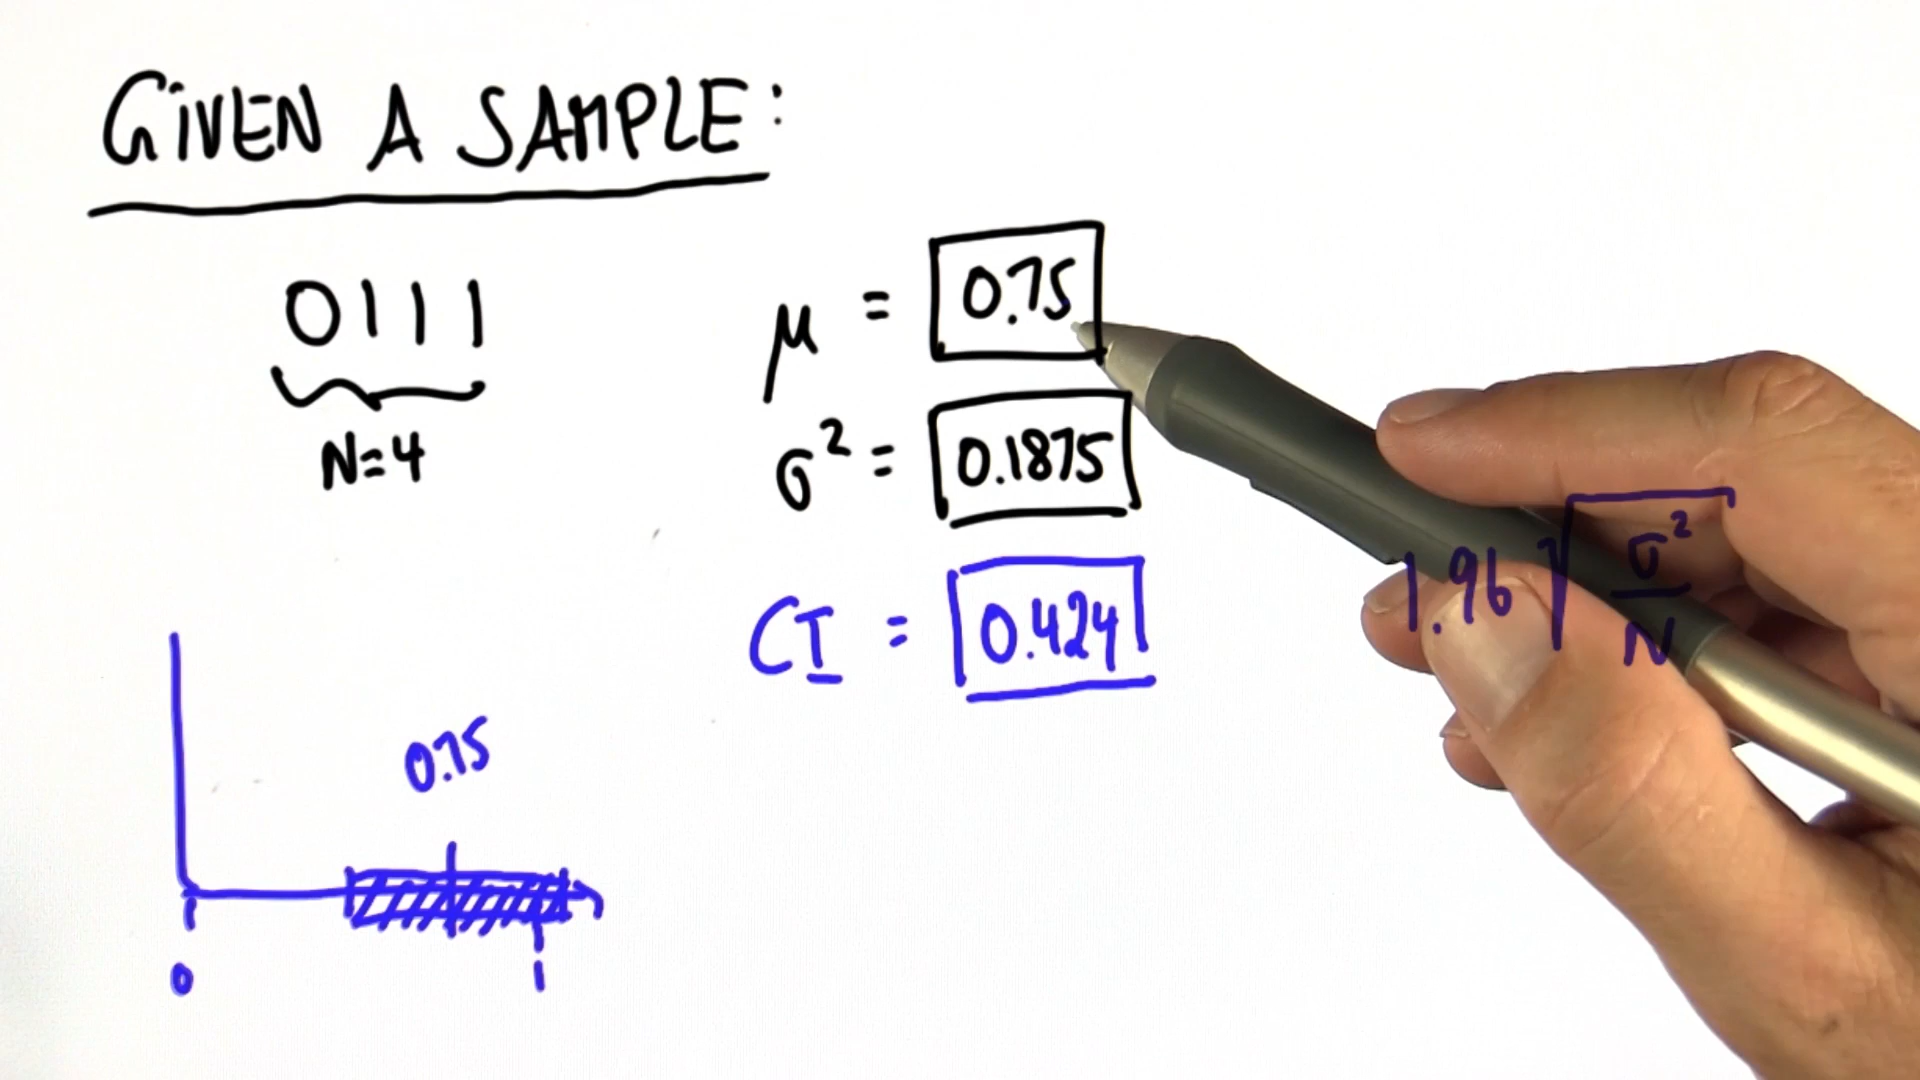 GiVEN A SAMPLE:
0111
N=4
μ = 0.75
σ² = 0.1875
CI = 0.424
1.96 √(σ²/N)
0.75
0 1